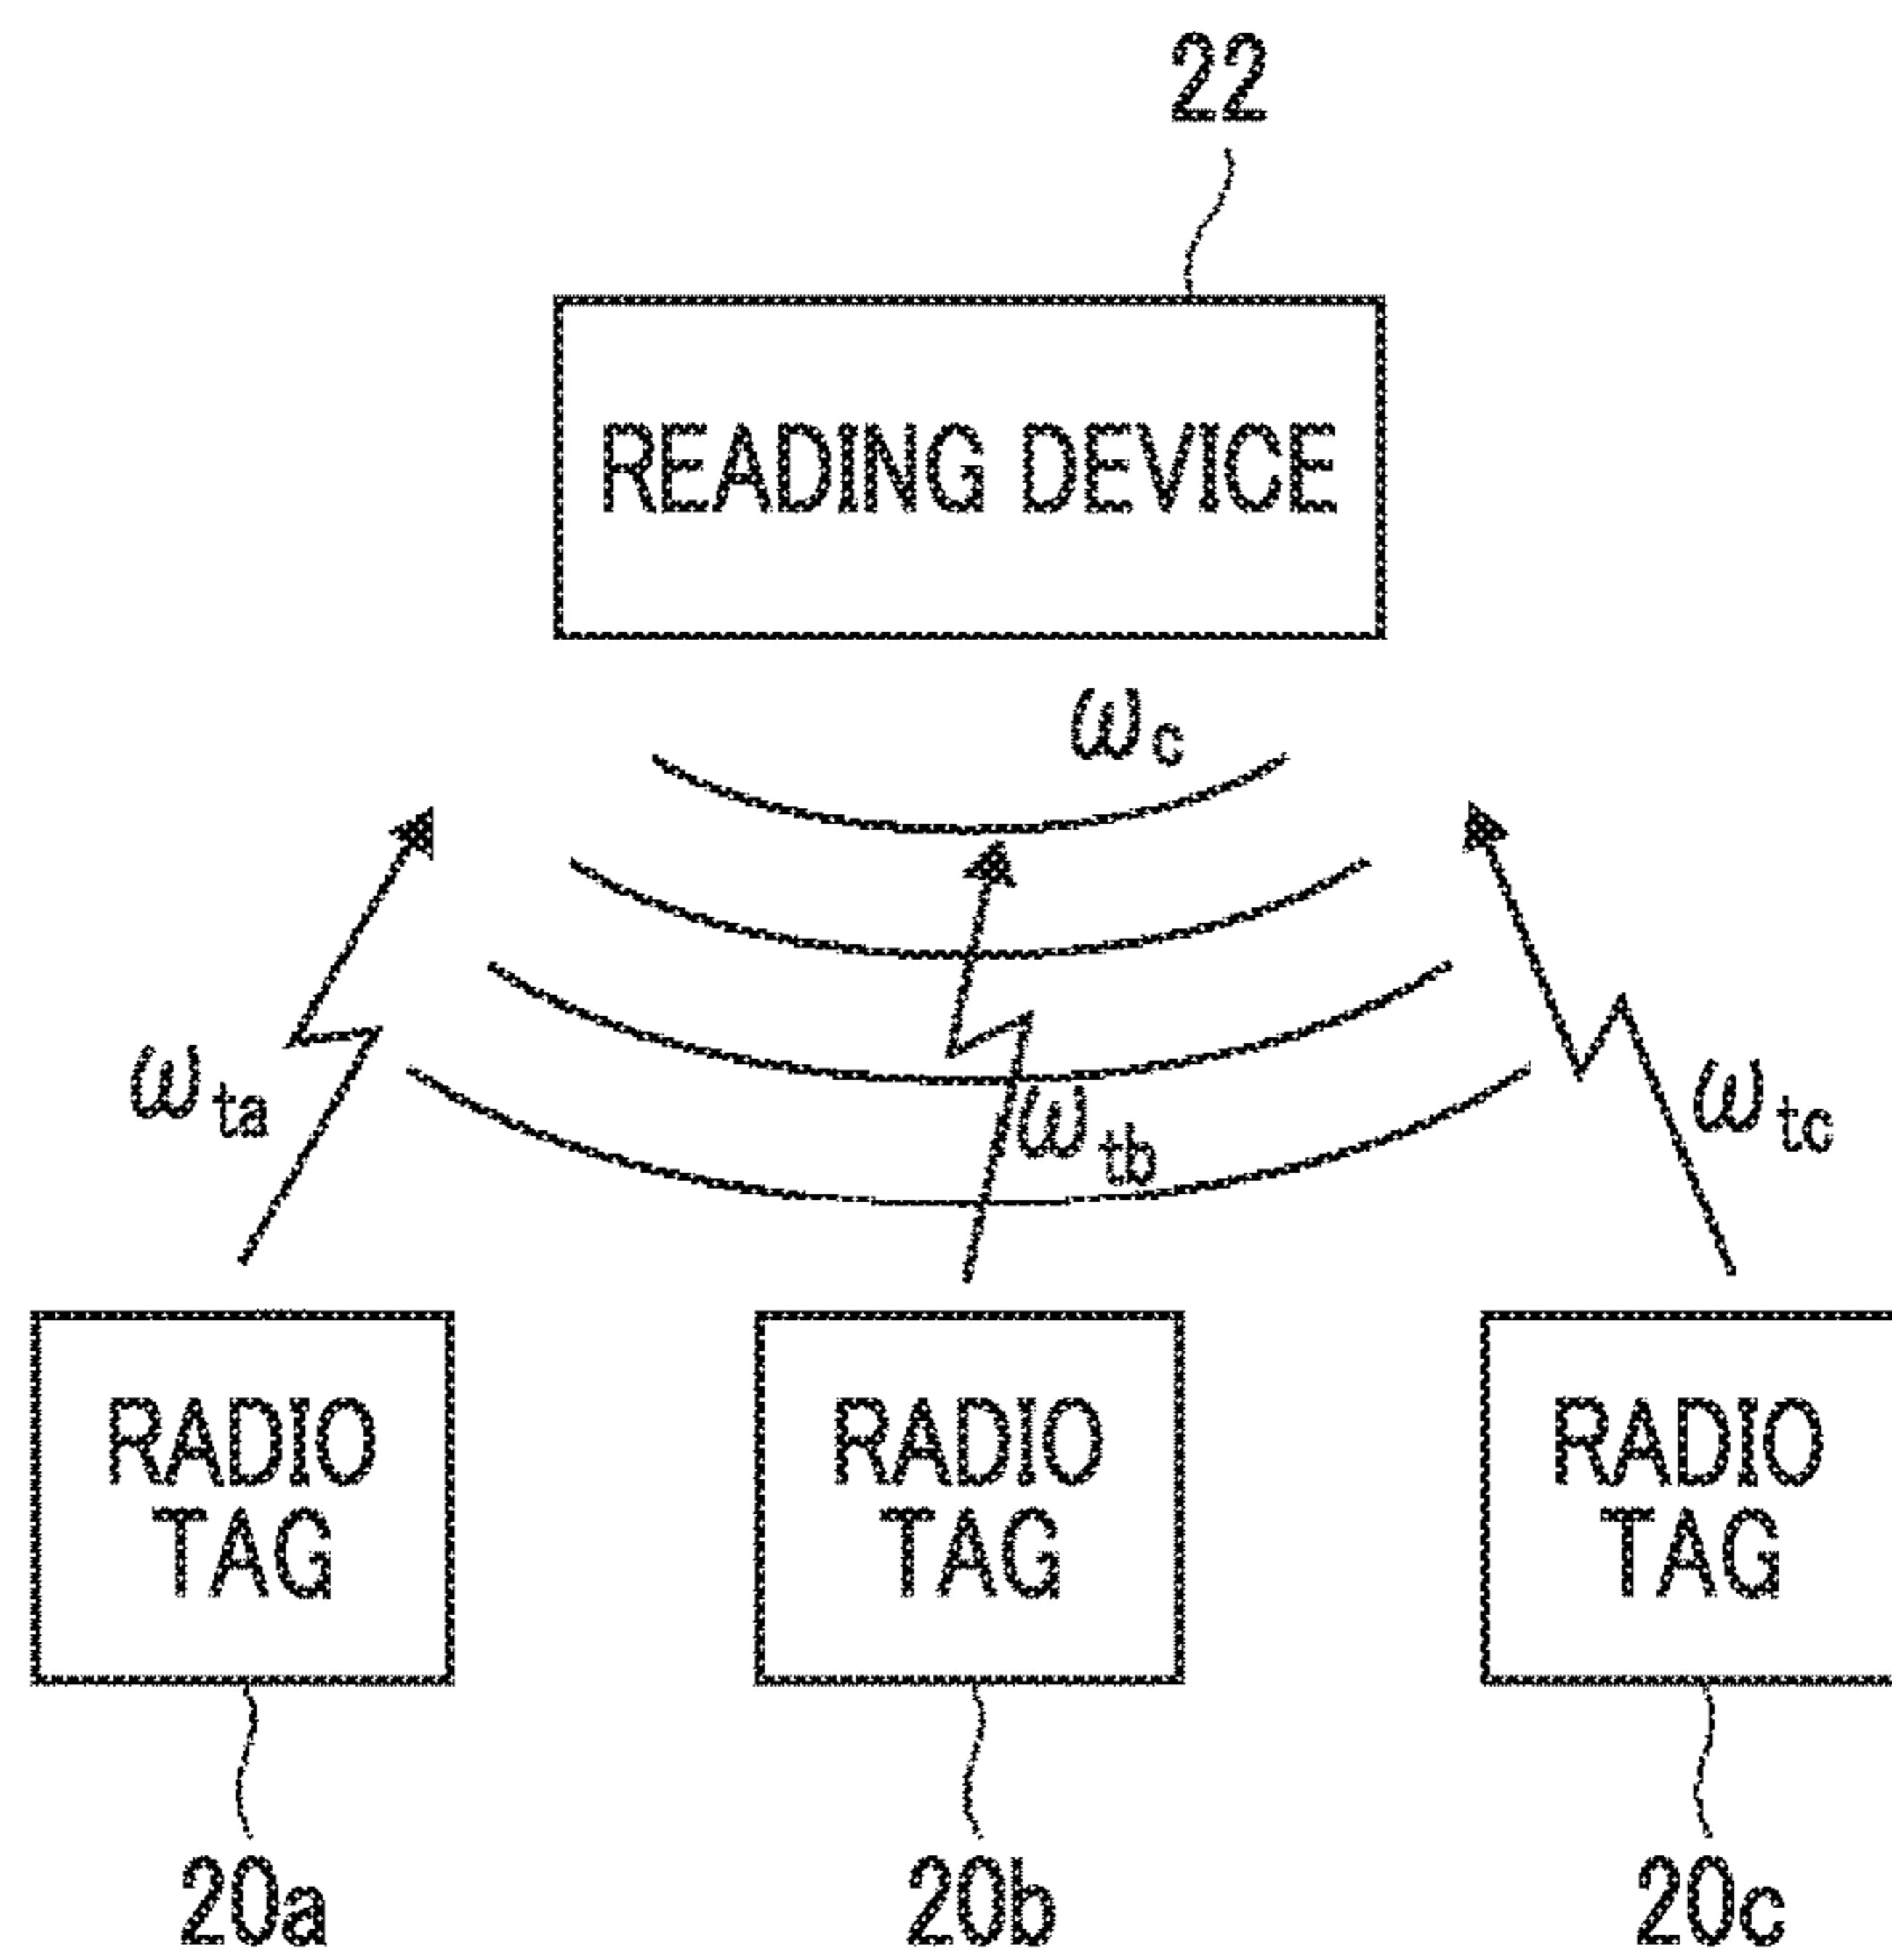 22
READING DEVICE
ωc
ωta
ωtb
ωtc
RADIO
TAG
RADIO
TAG
RADIO
TAG
20a
20b
20c